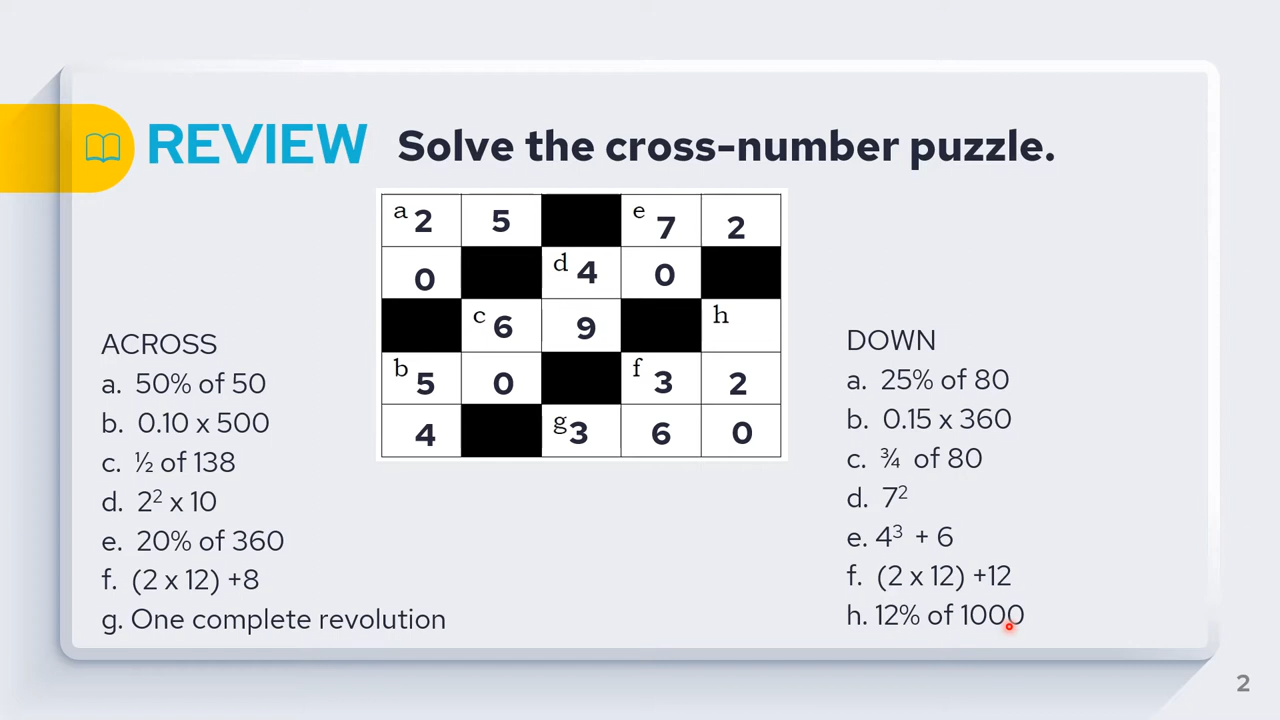 REVIEW Solve the cross-number puzzle.
a 2 5 e 7 2
0 d 4 0
c 6 9 h
b 5 0 f 3 2
4 g 3 6 0
ACROSS
a. 50% of 50
b. 0.10 x 500
c. ½ of 138
d. 2² x 10
e. 20% of 360
f. (2 x 12) +8
g. One complete revolution
DOWN
a. 25% of 80
b. 0.15 x 360
c. ¾ of 80
d. 7²
e. 4³ + 6
f. (2 x 12) +12
h. 12% of 1000
2